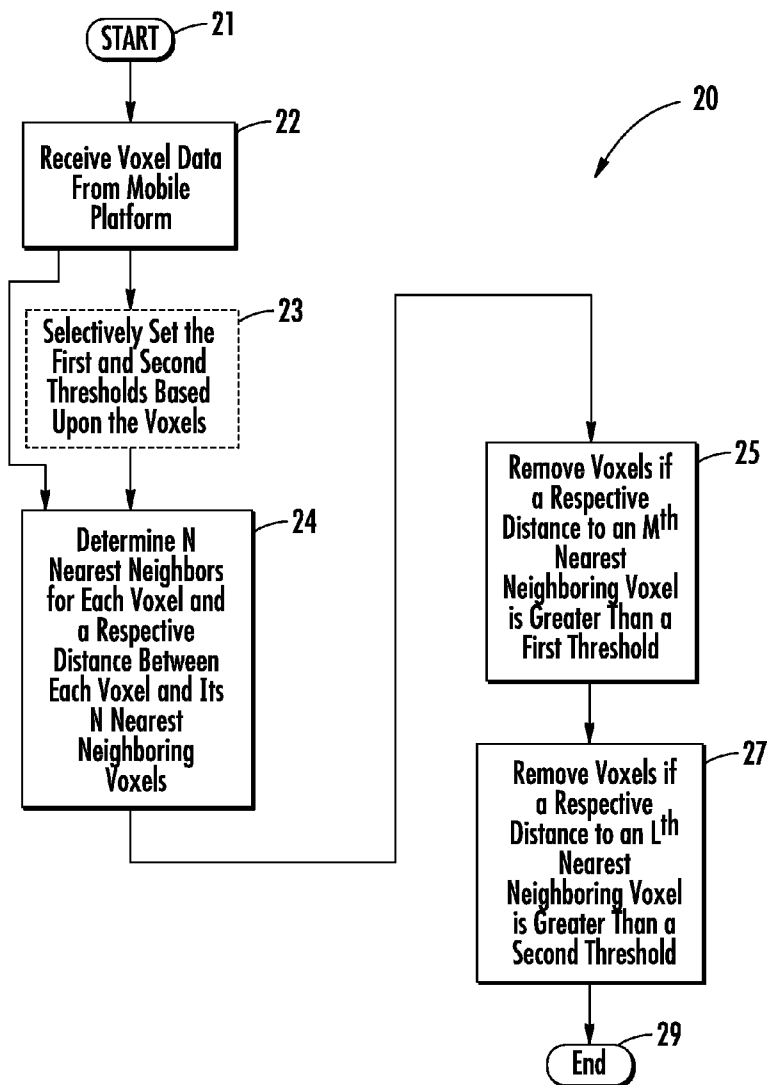 START
21
20
22
Receive Voxel Data
From Mobile
Platform
23
Selectively Set the
First and Second
Thresholds Based
Upon the Voxels
24
Determine N
Nearest Neighbors
for Each Voxel and
a Respective
Distance Between
Each Voxel and Its
N Nearest
Neighboring
Voxels
25
Remove Voxels if
a Respective
Distance to an Mth
Nearest
Neighboring Voxel
is Greater Than a
First Threshold
27
Remove Voxels if
a Respective
Distance to an Lth
Nearest
Neighboring Voxel
is Greater Than a
Second Threshold
29
End